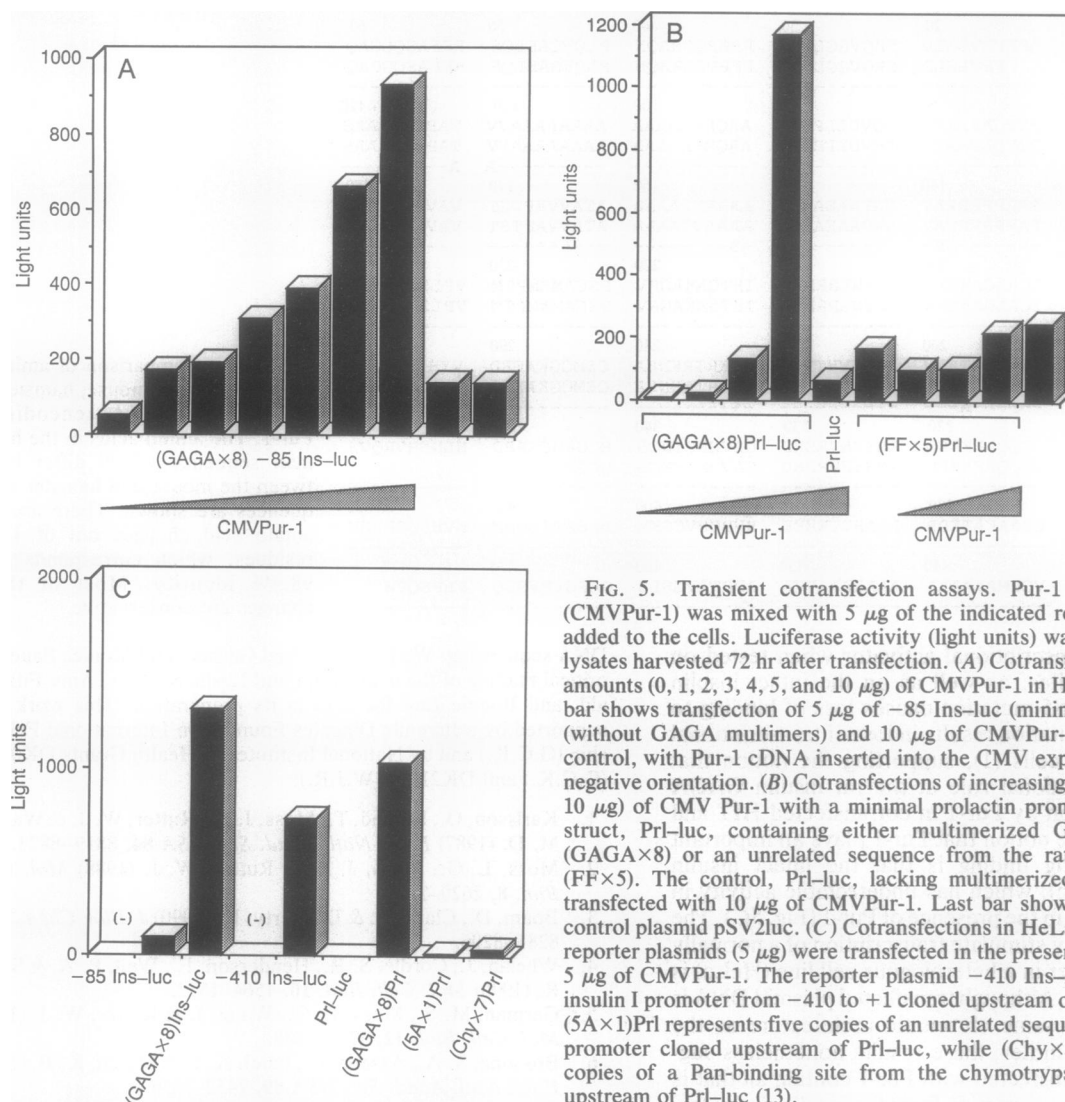 A
1000
800
600
400
200
0
Light units
(GAGA×8) –85 Ins–luc
CMVPur-1
B
1200
1000
800
600
400
200
0
Light units
(GAGA×8)Prl–luc
Prl–luc
(FF×5)Prl–luc
CMVPur-1
CMVPur-1
C
2000
1000
0
Light units
(-)
–85 Ins–luc
(GAGA×8)Ins–luc
–410 Ins–luc
Prl–luc
(GAGA×8)Prl
(5A×1)Prl
(Chy×7)Prl
FIG. 5. Transient cotransfection assays. Pur-1
(CMVPur-1) was mixed with 5 μg of the indicated re
added to the cells. Luciferase activity (light units) wa
lysates harvested 72 hr after transfection. (A) Cotransf
amounts (0, 1, 2, 3, 4, 5, and 10 μg) of CMVPur-1 in H
bar shows transfection of 5 μg of –85 Ins–luc (minim
(without GAGA multimers) and 10 μg of CMVPur-
control, with Pur-1 cDNA inserted into the CMV exp
negative orientation. (B) Cotransfections of increasing
10 μg) of CMV Pur-1 with a minimal prolactin prom
struct, Prl–luc, containing either multimerized G
(GAGA×8) or an unrelated sequence from the ra
(FF×5). The control, Prl–luc lacking multimerized
transfected with 10 μg of CMVPur-1. Last bar show
control plasmid pSV2luc. (C) Cotransfections in HeL
reporter plasmids (5 μg) were transfected in the presen
5 μg of CMVPur-1. The reporter plasmid –410 Ins–
insulin I promoter from –410 to +1 cloned upstream o
(5A×1)Prl represents five copies of an unrelated sequ
promoter cloned upstream of Prl–luc, while (Chy×
copies of a Pan-binding site from the chymotryps
upstream of Prl–luc (13).